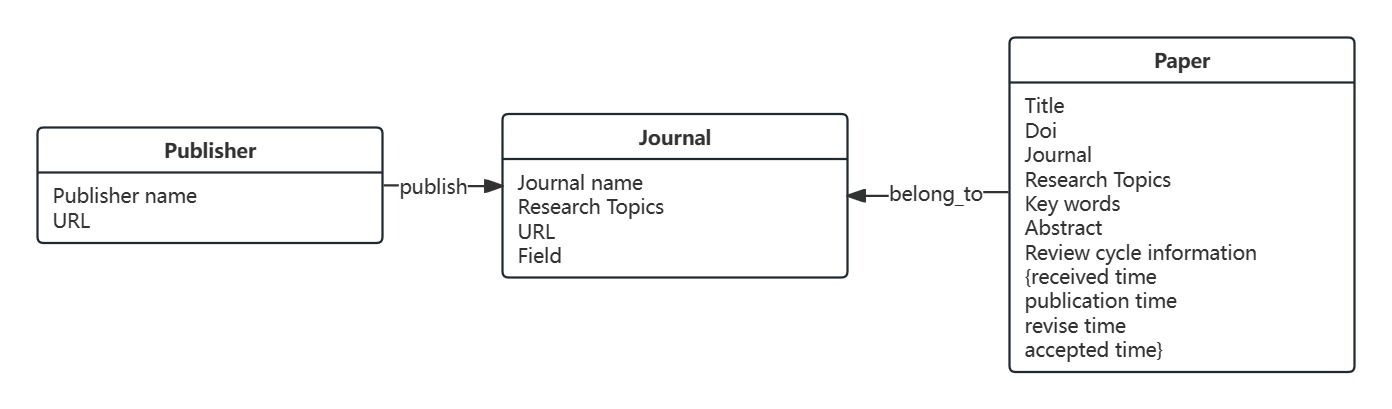 Publisher
Publisher name
URL
publish
Journal
Journal name
Research Topics
URL
Field
belong_to
Paper
Title
Doi
Journal
Research Topics
Key words
Abstract
Review cycle information
{received time
publication time
revise time
accepted time}